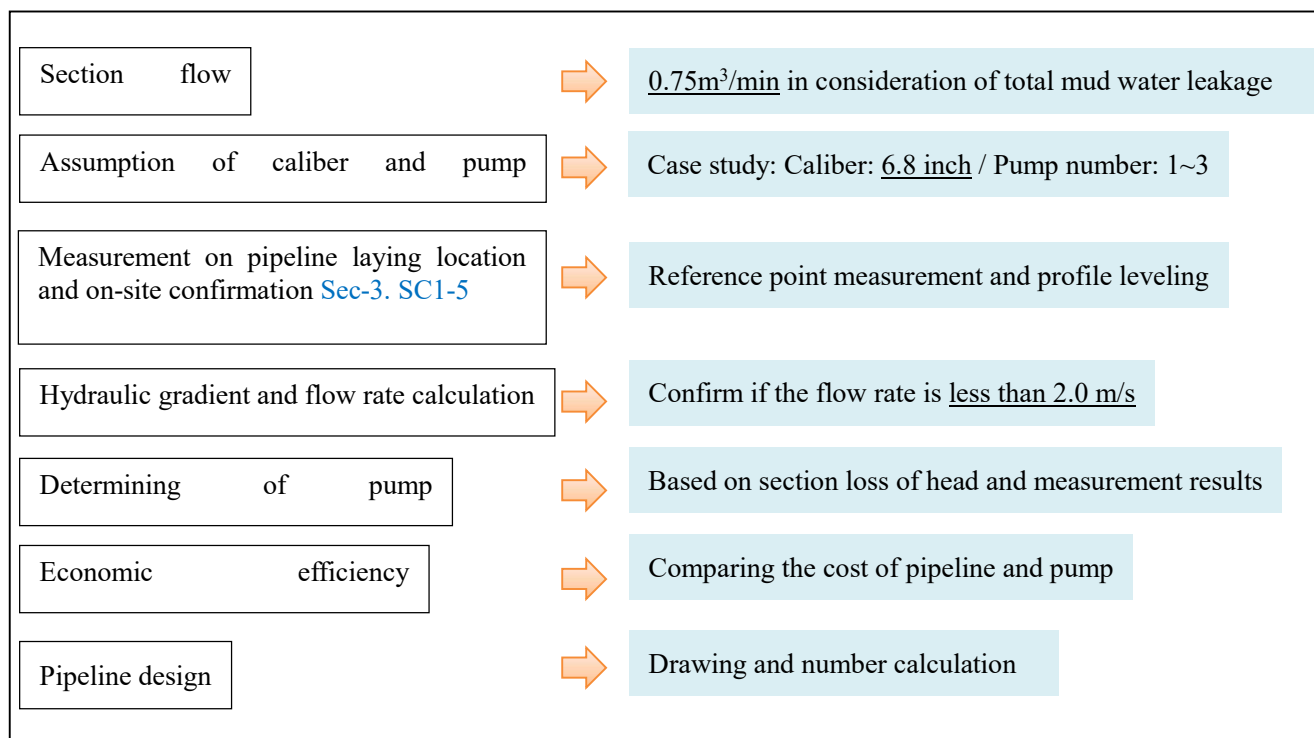 Section flow
0.75m³/min in consideration of total mud water leakage
Assumption of caliber and pump
Case study: Caliber: 6.8 inch / Pump number: 1~3
Measurement on pipeline laying location
and on-site confirmation Sec-3. SC1-5
Reference point measurement and profile leveling
Hydraulic gradient and flow rate calculation
Confirm if the flow rate is less than 2.0 m/s
Determining of pump
Based on section loss of head and measurement results
Economic efficiency
Comparing the cost of pipeline and pump
Pipeline design
Drawing and number calculation